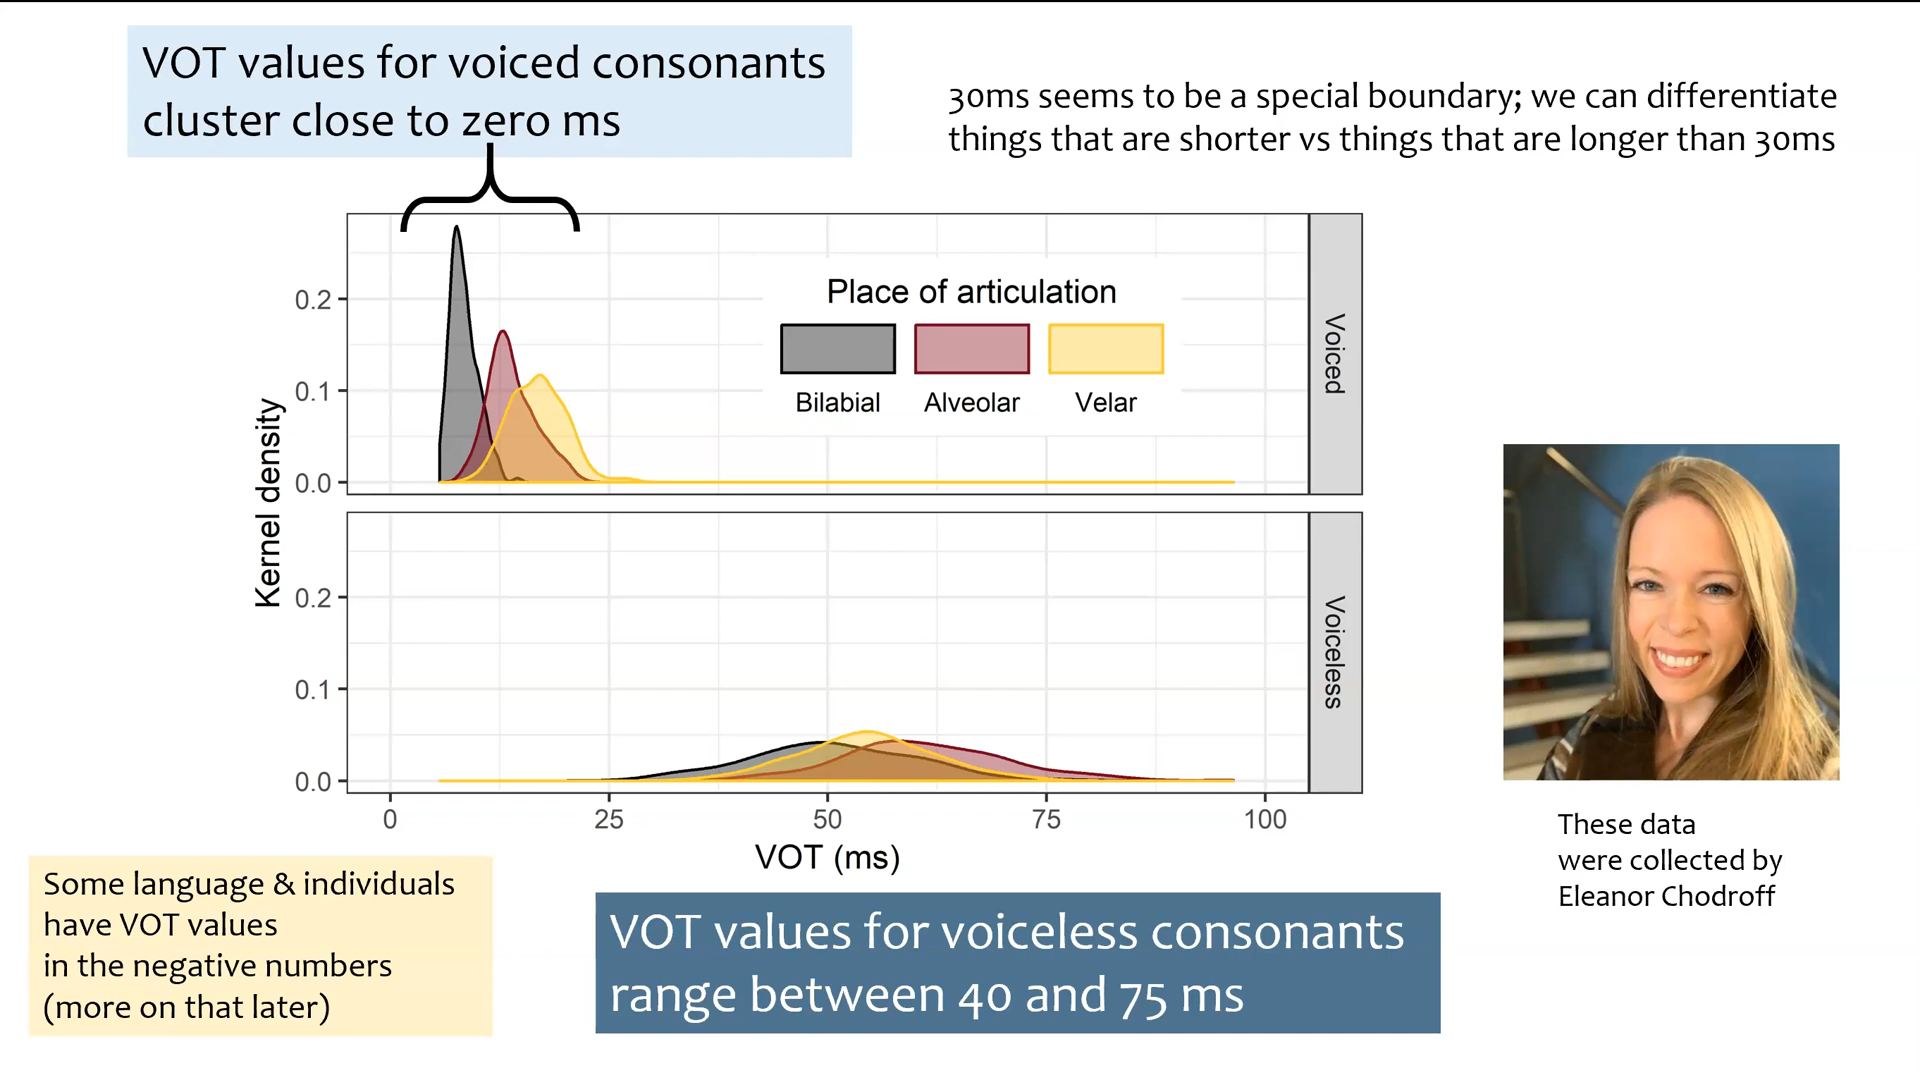 VOT values for voiced consonants
cluster close to zero ms
30ms seems to be a special boundary; we can differentiate
things that are shorter vs things that are longer than 30ms
Place of articulation
Bilabial Alveolar Velar
Voiced
Voiceless
Kernel density
0.2
0.1
0.0
0.2
0.1
0.0
0 25 50 75 100
VOT (ms)
These data
were collected by
Eleanor Chodroff
Some language & individuals
have VOT values
in the negative numbers
(more on that later)
VOT values for voiceless consonants
range between 40 and 75 ms